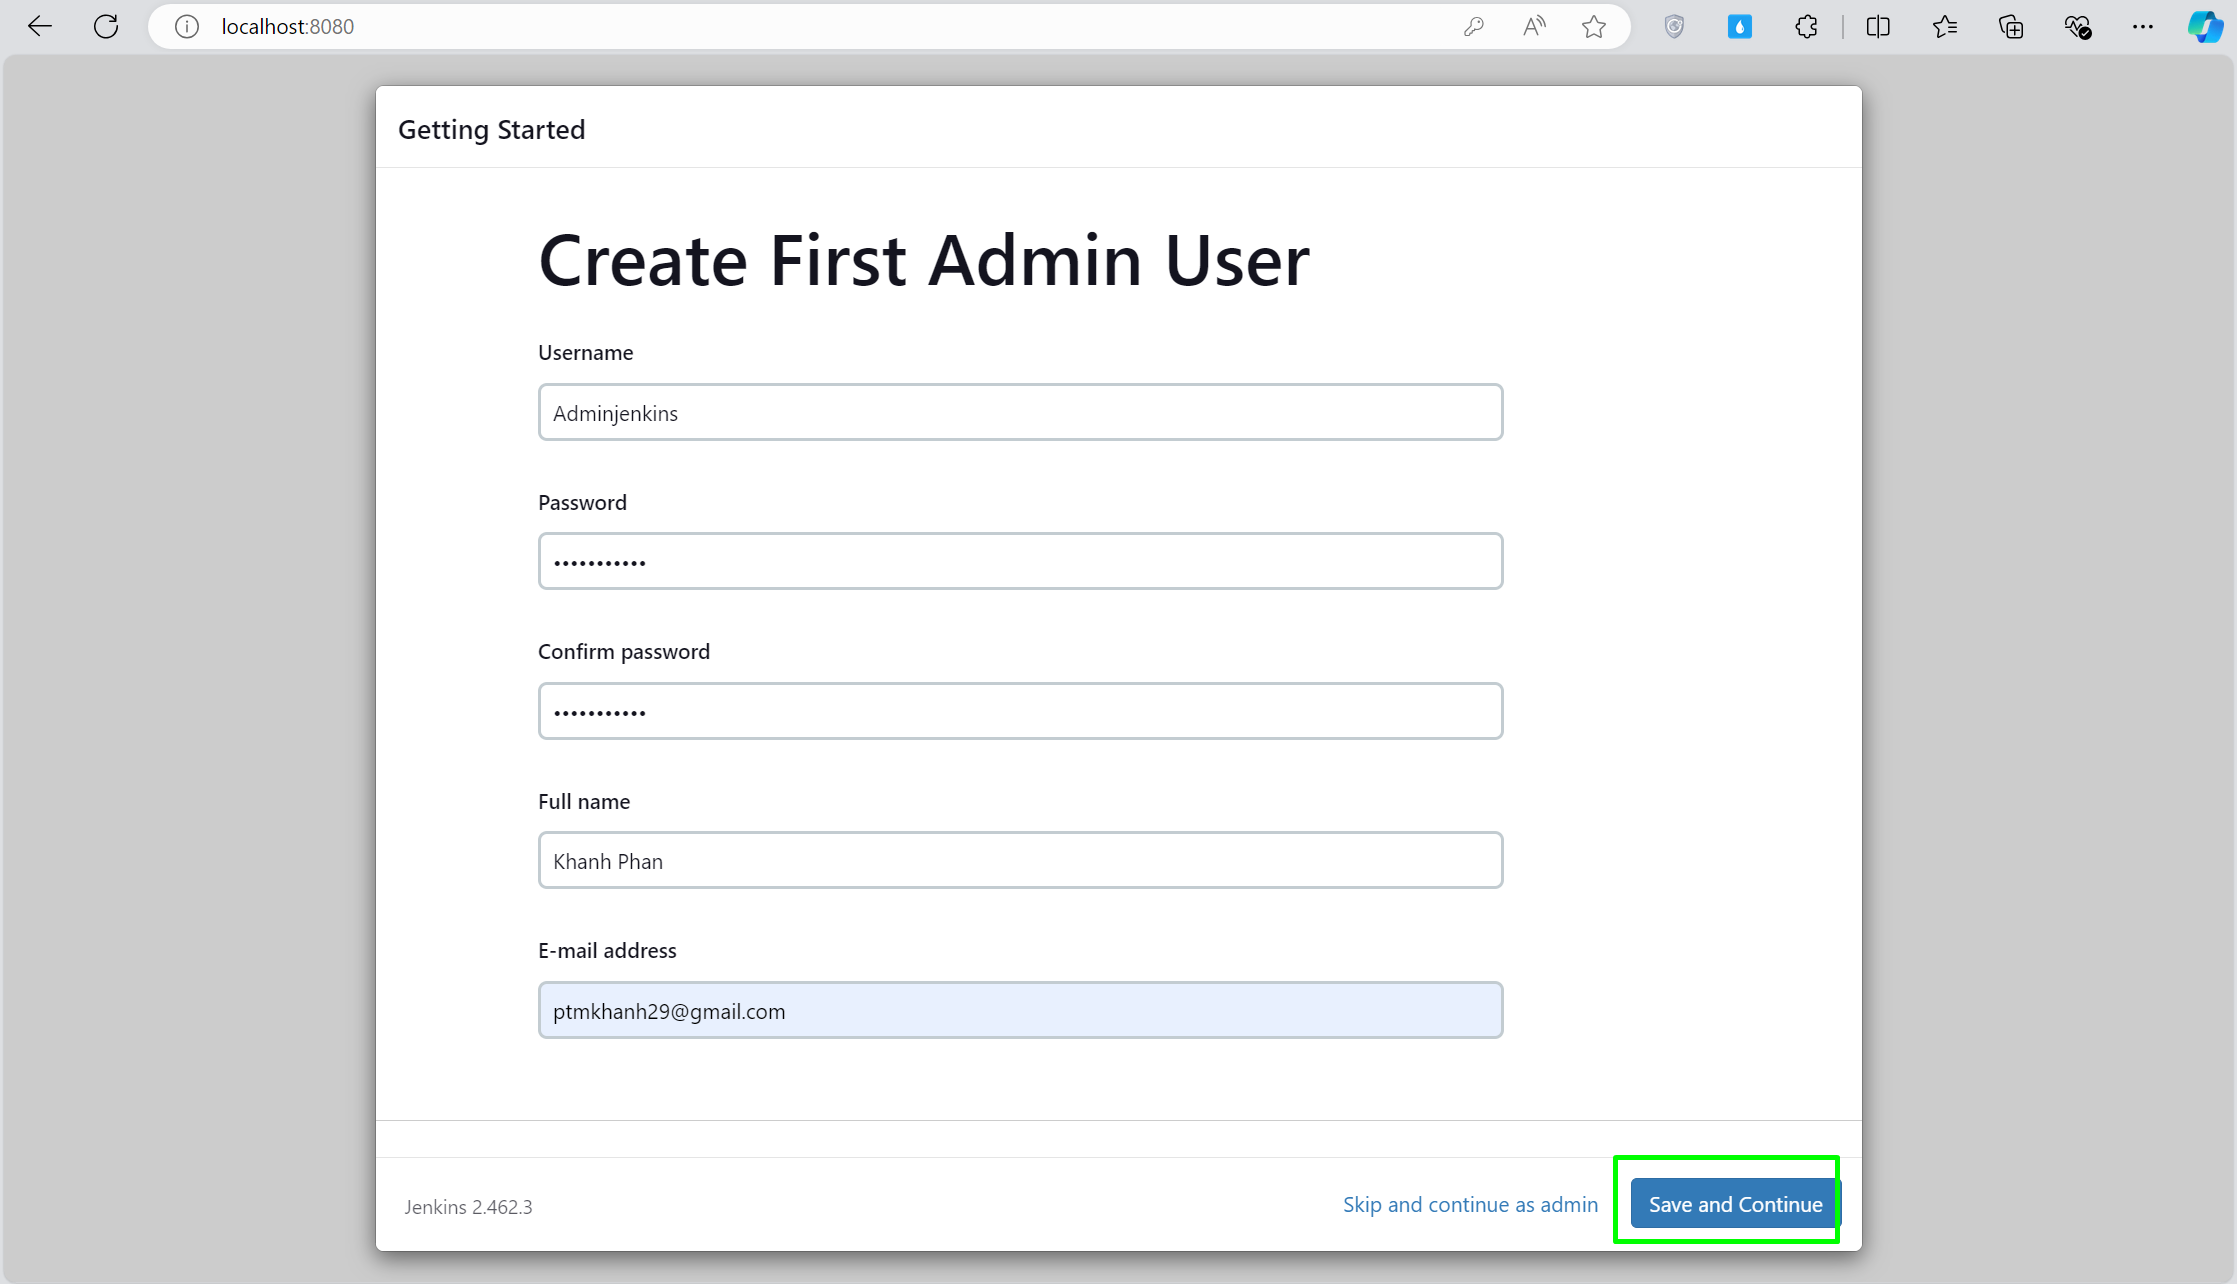 localhost:8080
Getting Started
Create First Admin User
Username
Adminjenkins
Password
•••••••••••
Confirm password
•••••••••••
Full name
Khanh Phan
E-mail address
ptmkhanh29@gmail.com
Jenkins 2.462.3
Skip and continue as admin
Save and Continue